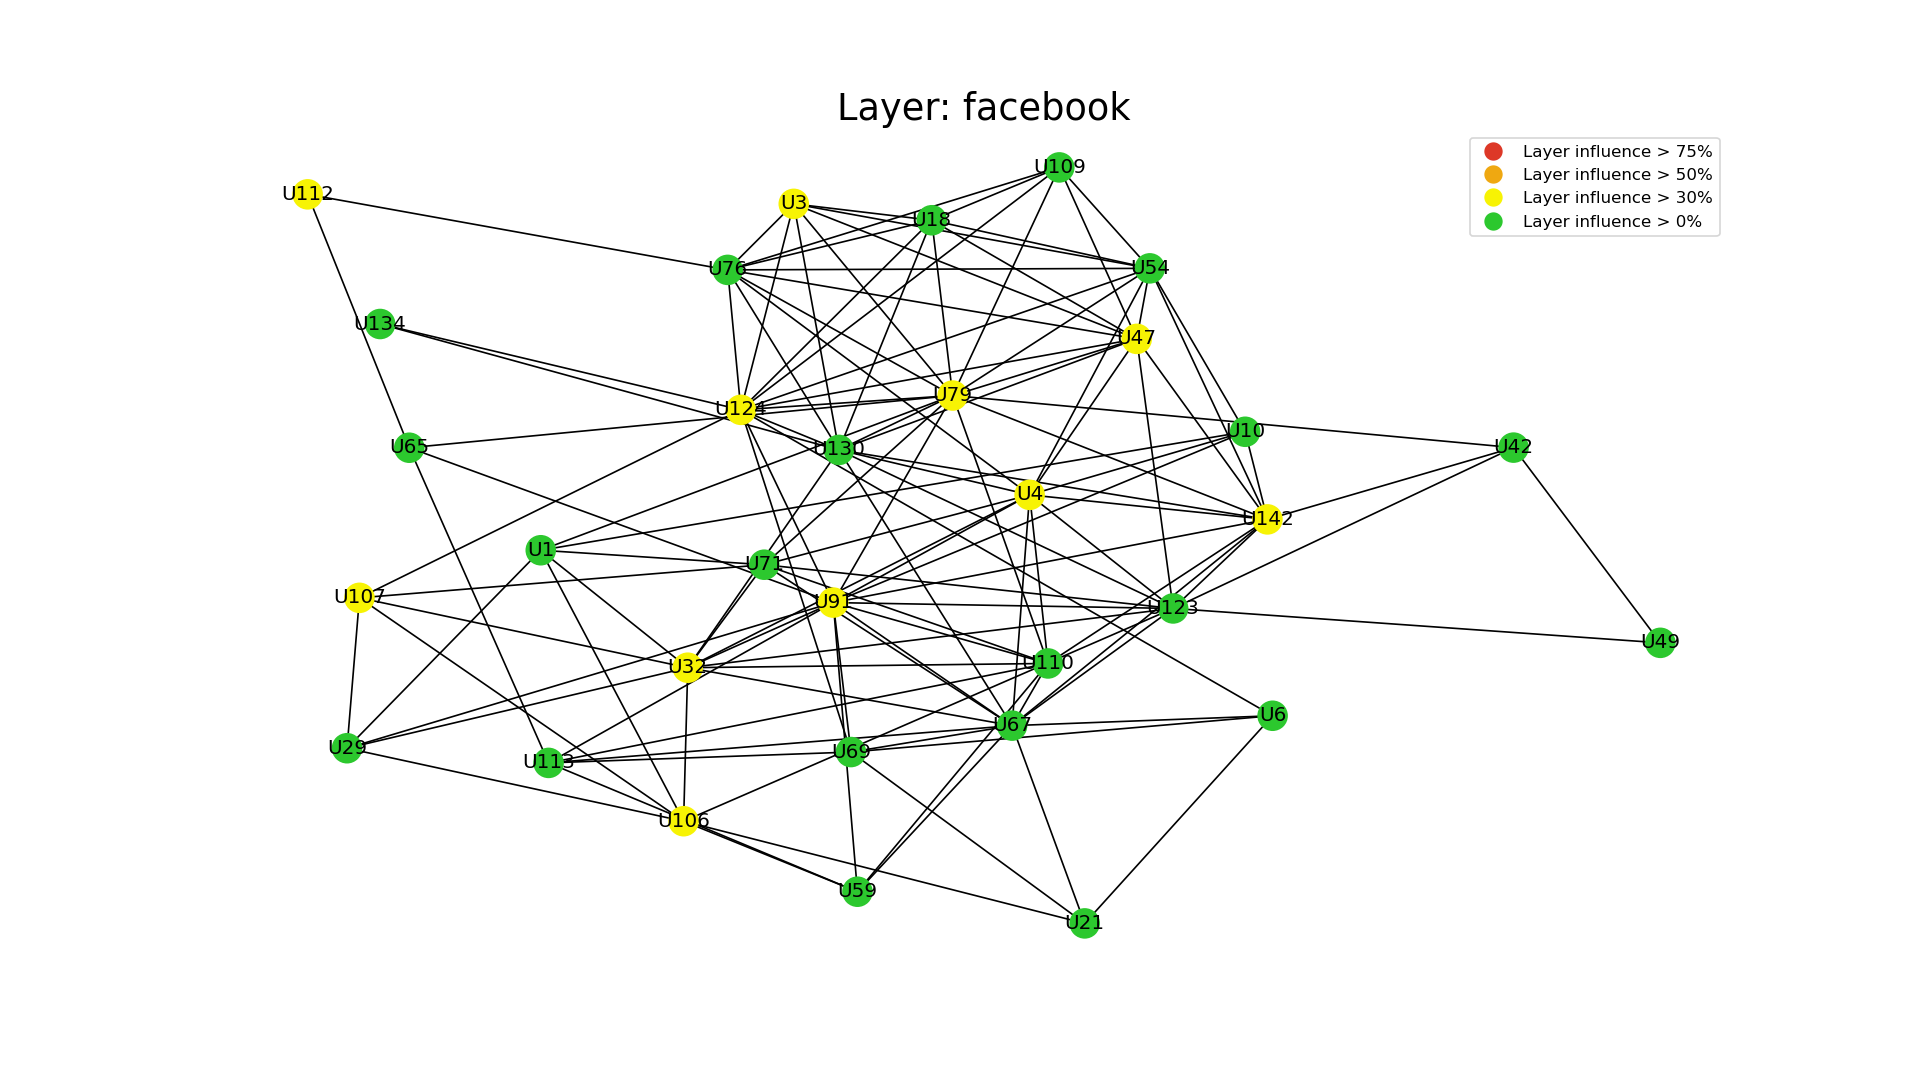 Layer: facebook
Layer influence > 75%
Layer influence > 50%
Layer influence > 30%
Layer influence > 0%
U109
U112
U3
U18
U76
U54
U134
U47
U79
U124
U10
U65
U130
U42
U4
U142
U1
U71
U107
U91
U123
U49
U110
U32
U6
U67
U29
U69
U113
U106
U59
U21